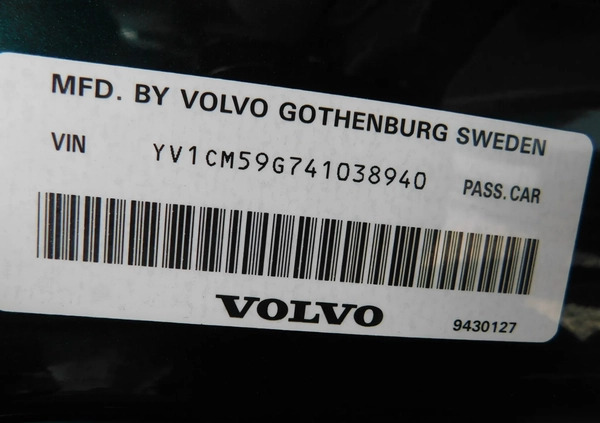 MFD. BY VOLVO GOTHENBURG SWEDEN
VIN YV1CM59G741038940 PASS. CAR
VOLVO 9430127